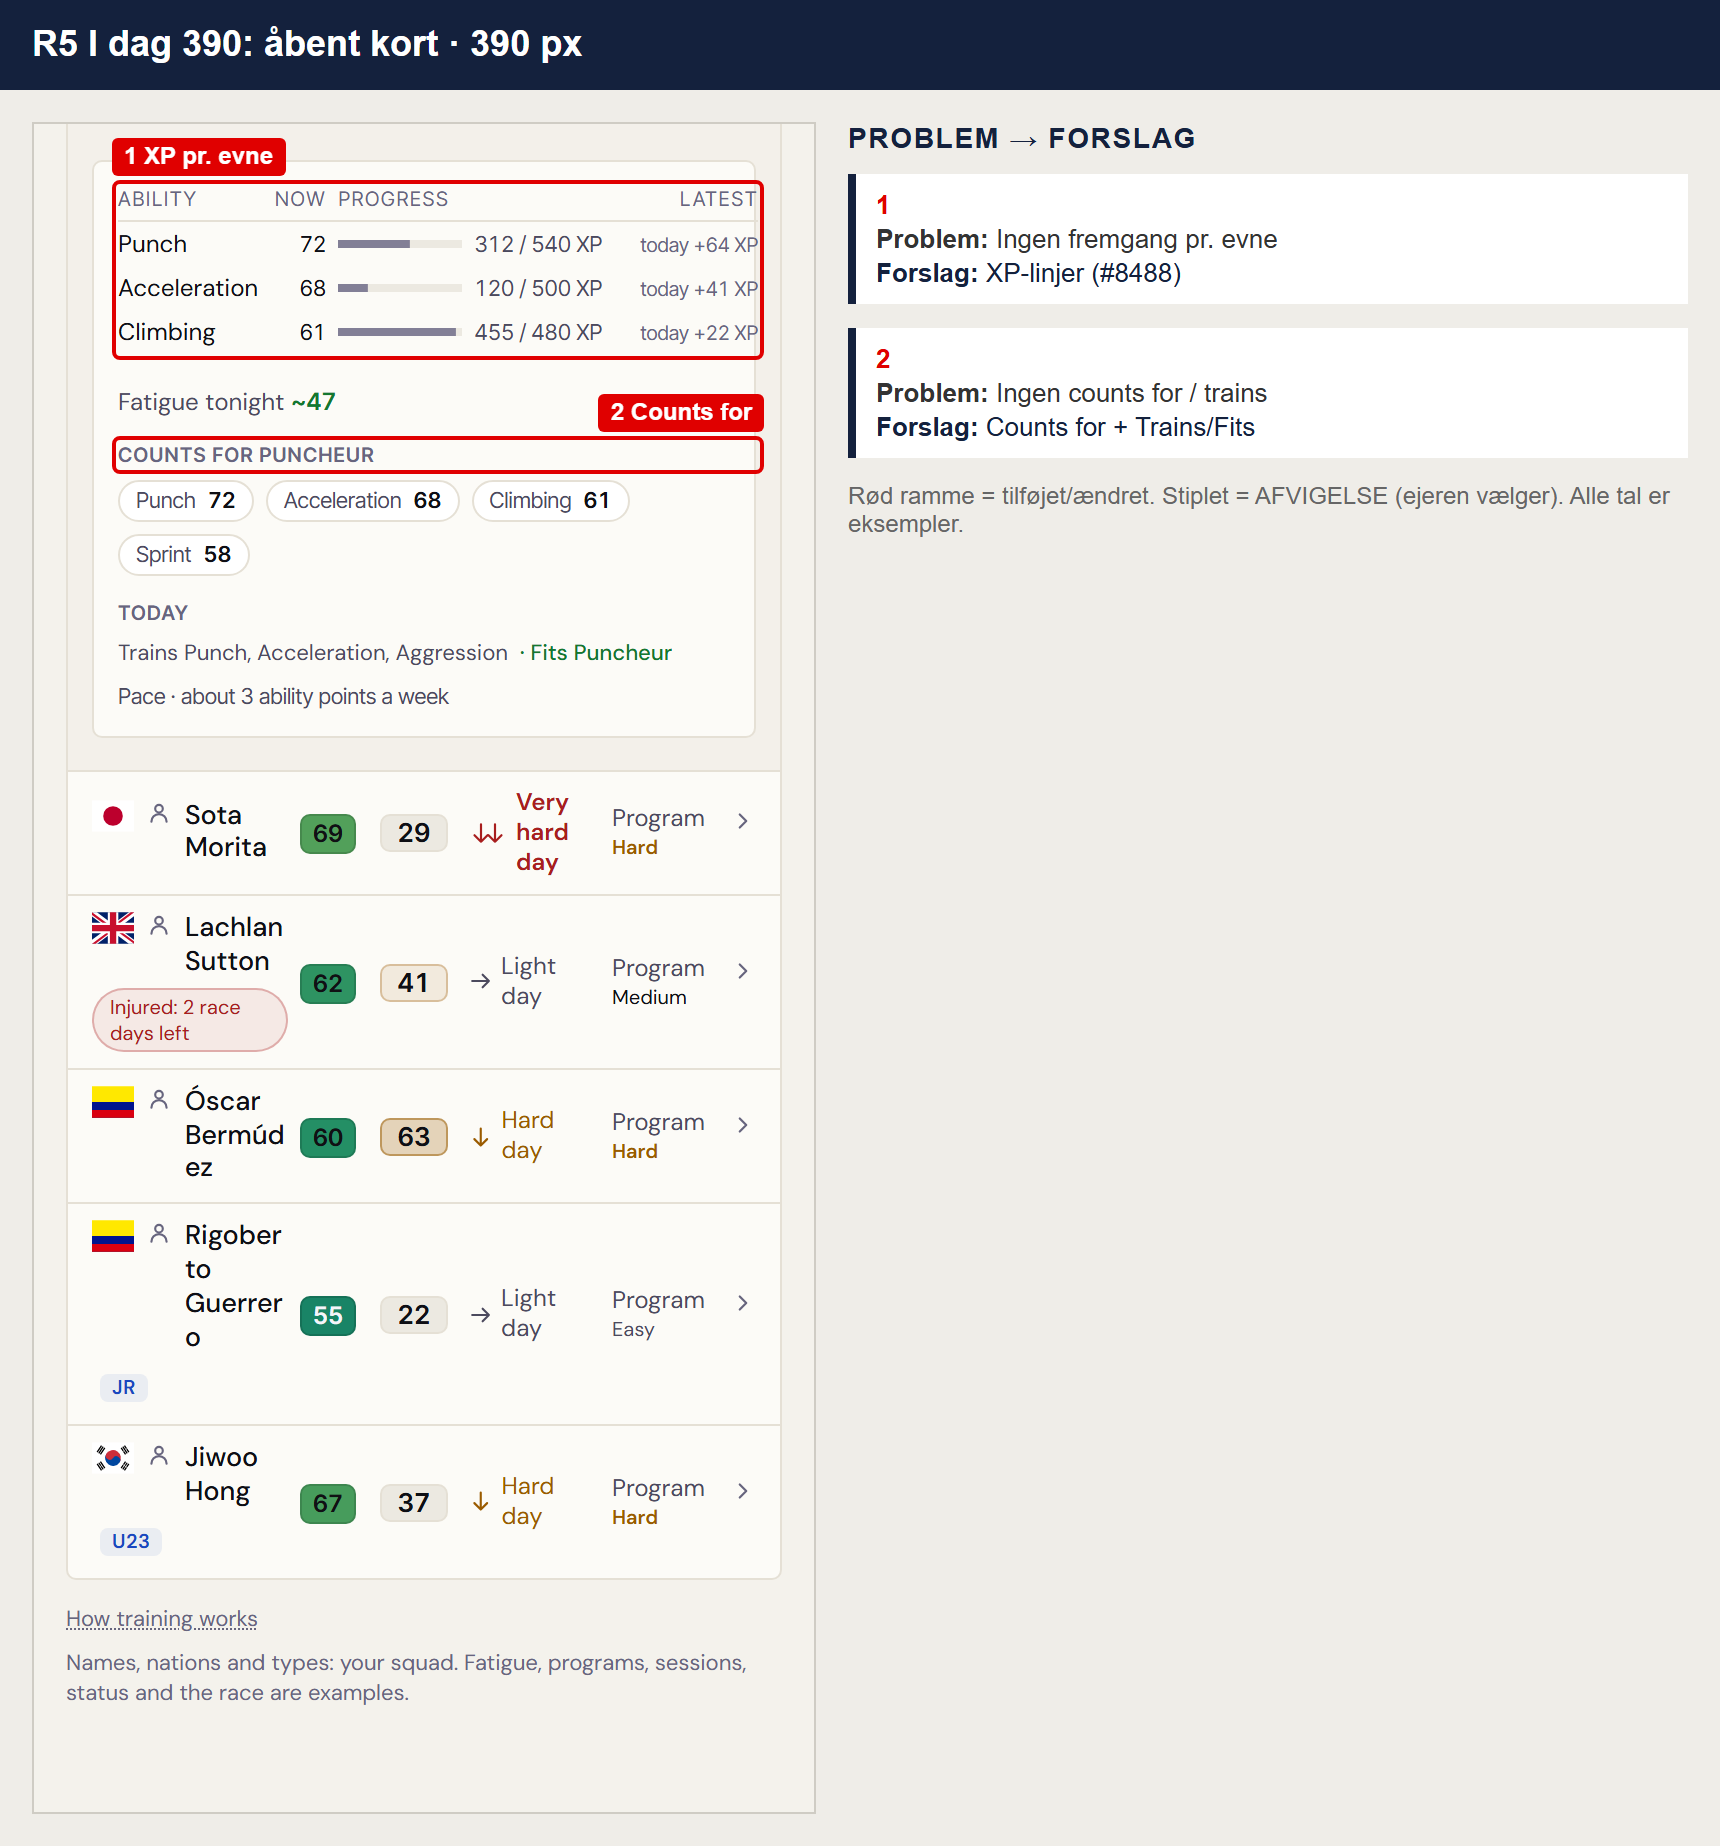 R5 I dag 390: åbent kort · 390 px
1 XP pr. evne
ABILITY NOW PROGRESS LATEST
Punch 72 312 / 540 XP today +64 XP
Acceleration 68 120 / 500 XP today +41 XP
Climbing 61 455 / 480 XP today +22 XP
Fatigue tonight ~47
2 Counts for
COUNTS FOR PUNCHEUR
Punch 72 Acceleration 68 Climbing 61
Sprint 58
TODAY
Trains Punch, Acceleration, Aggression · Fits Puncheur
Pace · about 3 ability points a week
Sota
Morita
69 29
Very
hard
day
Program
Hard
Lachlan
Sutton
Injured: 2 race
days left
62 41
Light
day
Program
Medium
Óscar
Bermúd
ez
60 63
Hard
day
Program
Hard
Rigober
to
Guerrer
o
JR
55 22
Light
day
Program
Easy
Jiwoo
Hong
U23
67 37
Hard
day
Program
Hard
How training works
Names, nations and types: your squad. Fatigue, programs, sessions,
status and the race are examples.
PROBLEM → FORSLAG
1
Problem: Ingen fremgang pr. evne
Forslag: XP-linjer (#8488)
2
Problem: Ingen counts for / trains
Forslag: Counts for + Trains/Fits
Rød ramme = tilføjet/ændret. Stiplet = AFVIGELSE (ejeren vælger). Alle tal er
eksempler.